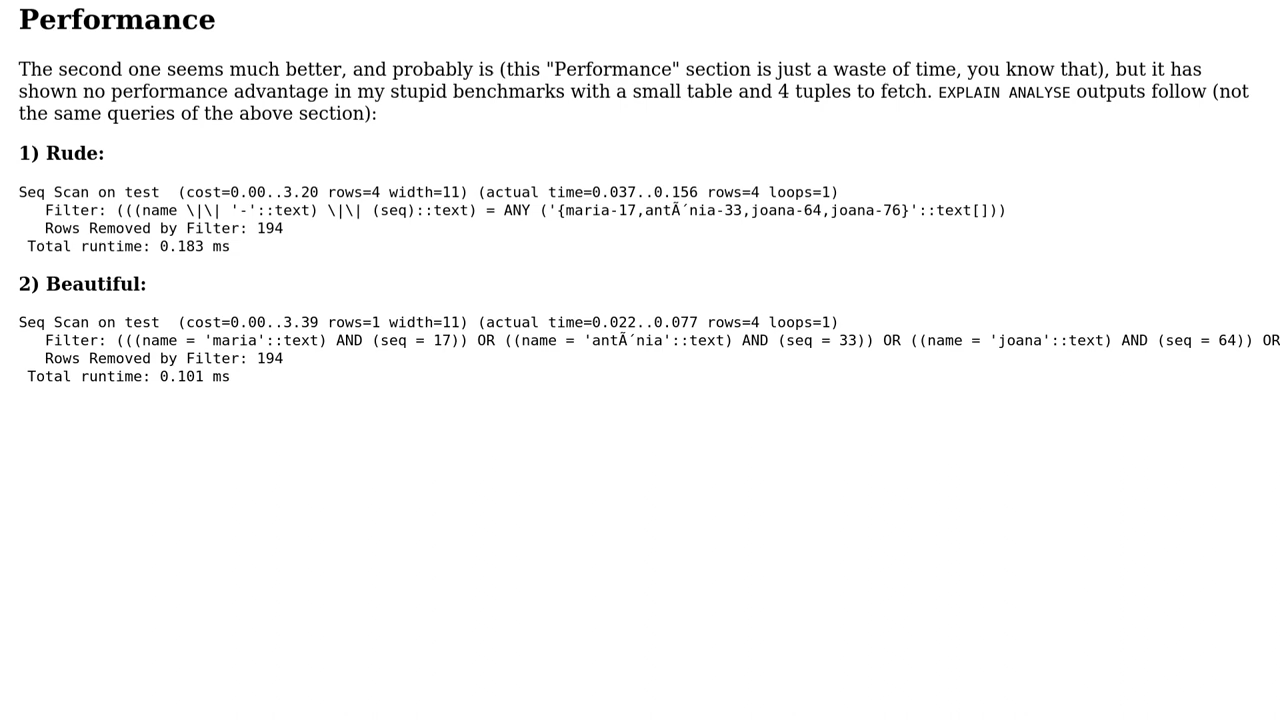 Performance
The second one seems much better, and probably is (this "Performance" section is just a waste of time, you know that), but it has
shown no performance advantage in my stupid benchmarks with a small table and 4 tuples to fetch. EXPLAIN ANALYSE outputs follow (not
the same queries of the above section):
1) Rude:
Seq Scan on test  (cost=0.00..3.20 rows=4 width=11) (actual time=0.037..0.156 rows=4 loops=1)
   Filter: (((name \|\| '-'::text) \|\| (seq)::text) = ANY ('{maria-17,antÃ´nia-33,joana-64,joana-76}'::text[]))
   Rows Removed by Filter: 194
 Total runtime: 0.183 ms
2) Beautiful:
Seq Scan on test  (cost=0.00..3.39 rows=1 width=11) (actual time=0.022..0.077 rows=4 loops=1)
   Filter: (((name = 'maria'::text) AND (seq = 17)) OR ((name = 'antÃ´nia'::text) AND (seq = 33)) OR ((name = 'joana'::text) AND (seq = 64)) OR
   Rows Removed by Filter: 194
 Total runtime: 0.101 ms